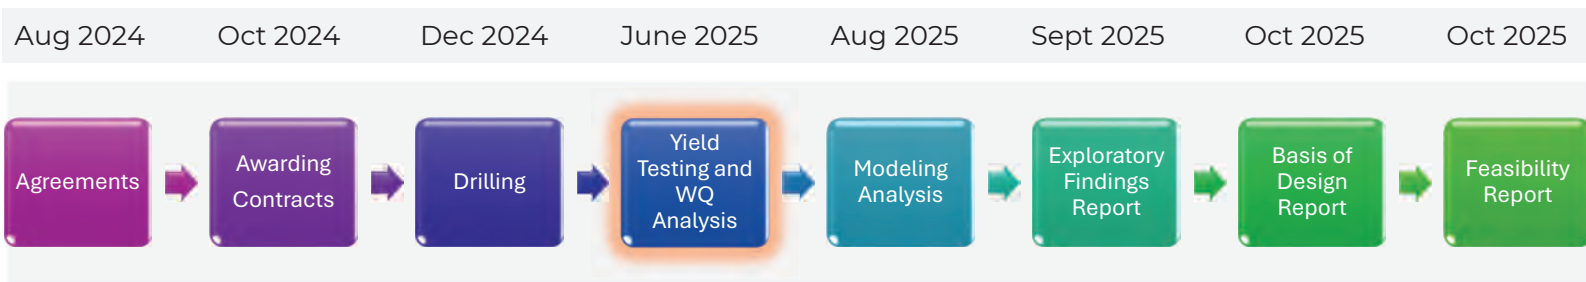 Aug 2024
Oct 2024
Dec 2024
June 2025
Aug 2025
Sept 2025
Oct 2025
Oct 2025
Agreements
Awarding
Contracts
Drilling
Yield
Testing and
WQ
Analysis
Modeling
Analysis
Exploratory
Findings
Report
Basis of
Design
Report
Feasibility
Report